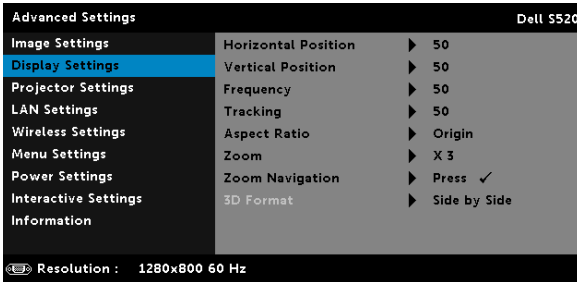 Advanced Settings Dell S520
Image Settings
Display Settings
Projector Settings
LAN Settings
Wireless Settings
Menu Settings
Power Settings
Interactive Settings
Information
Horizontal Position 50
Vertical Position 50
Frequency 50
Tracking 50
Aspect Ratio Origin
Zoom X 3
Zoom Navigation Press ✓
3D Format Side by Side
Resolution : 1280x800 60 Hz